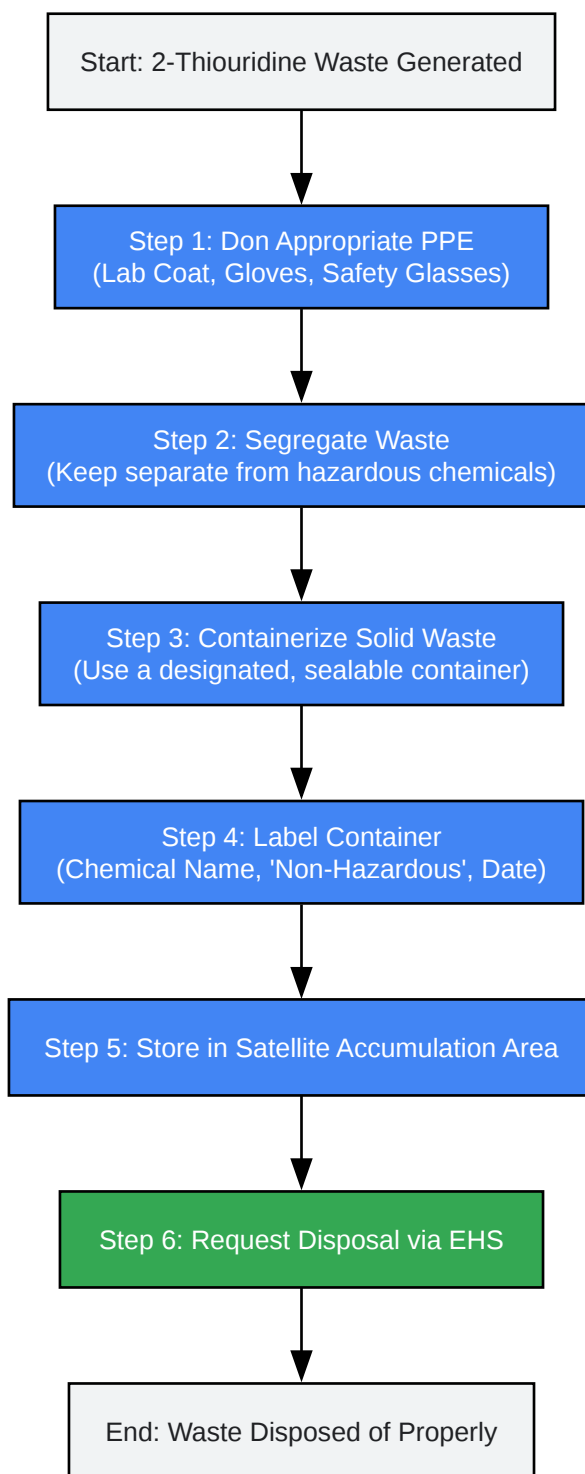 Start: 2-Thiouridine Waste Generated
Step 1: Don Appropriate PPE
(Lab Coat, Gloves, Safety Glasses)
Step 2: Segregate Waste
(Keep separate from hazardous chemicals)
Step 3: Containerize Solid Waste
(Use a designated, sealable container)
Step 4: Label Container
(Chemical Name, 'Non-Hazardous', Date)
Step 5: Store in Satellite Accumulation Area
Step 6: Request Disposal via EHS
End: Waste Disposed of Properly